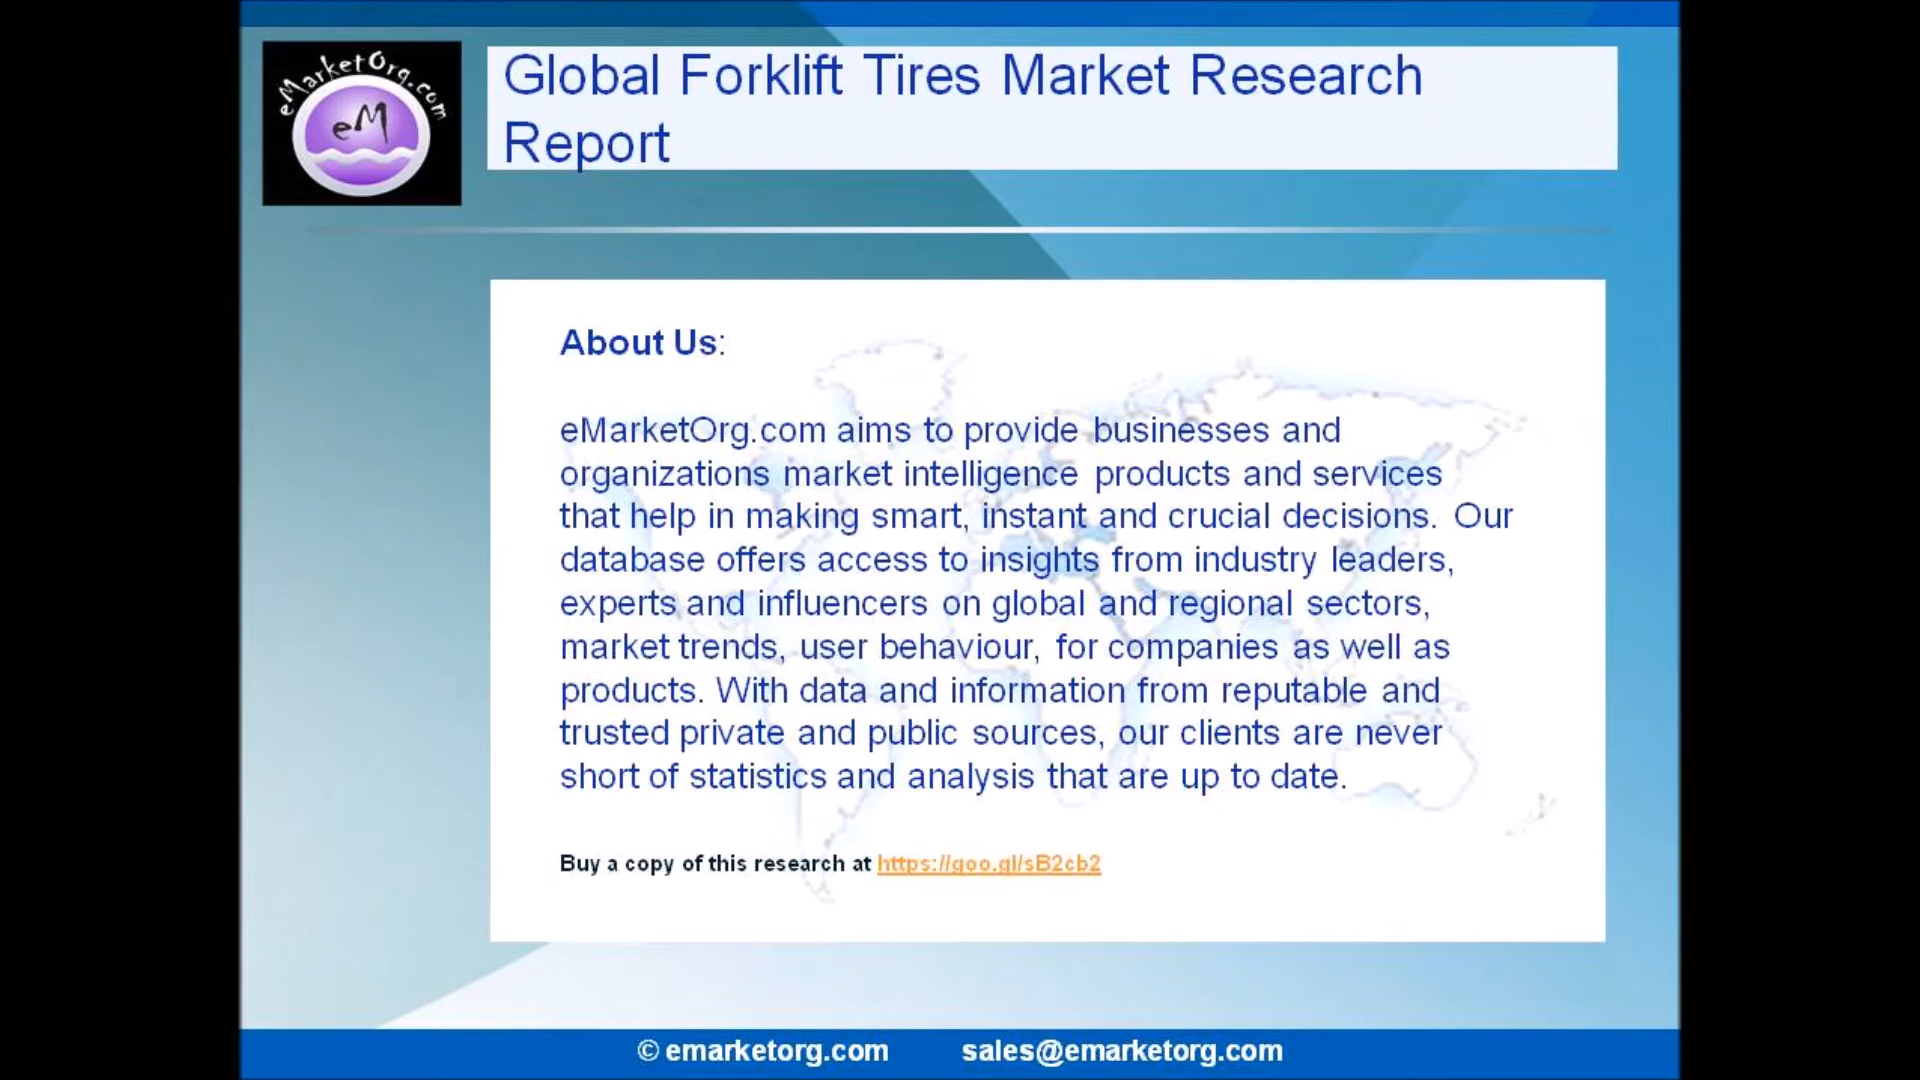 eMarketOrg.com
eM
Global Forklift Tires Market Research
Report
About Us:
eMarketOrg.com aims to provide businesses and
organizations market intelligence products and services
that help in making smart, instant and crucial decisions. Our
database offers access to insights from industry leaders,
experts and influencers on global and regional sectors,
market trends, user behaviour, for companies as well as
products. With data and information from reputable and
trusted private and public sources, our clients are never
short of statistics and analysis that are up to date.
Buy a copy of this research at https://goo.gl/sB2cb2
© emarketorg.com sales@emarketorg.com